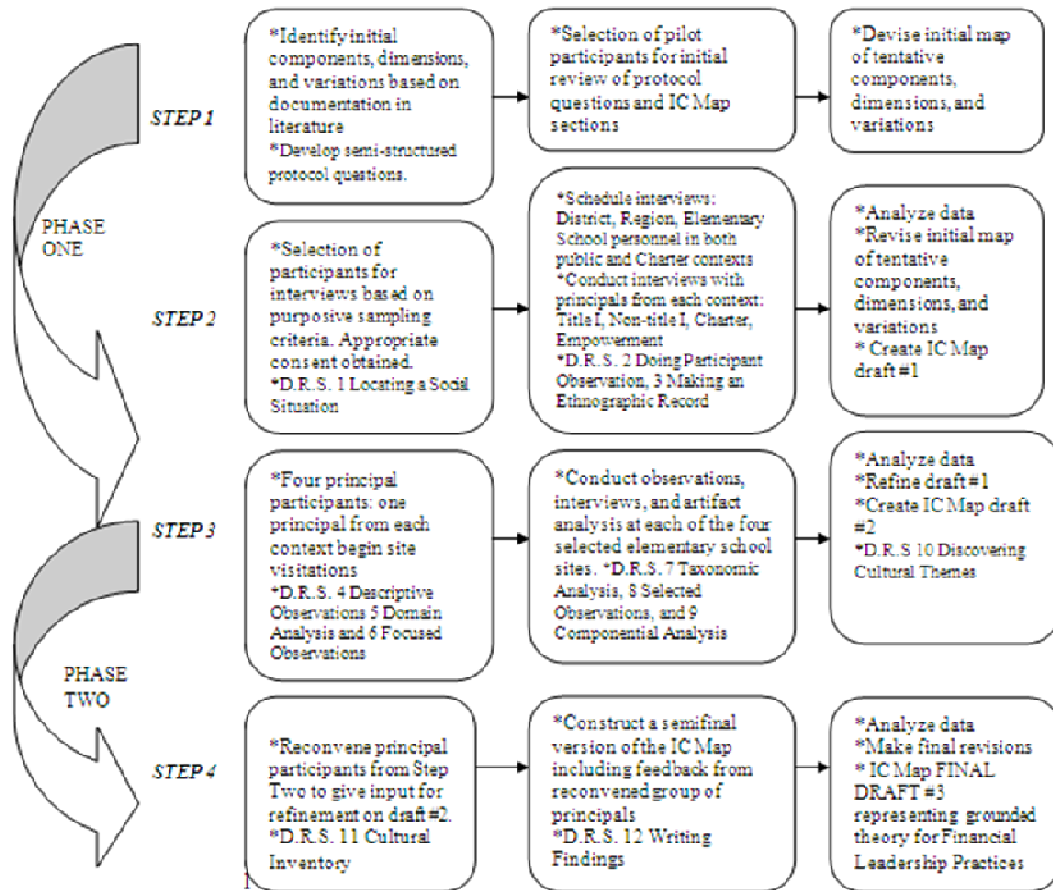 *Identify initial
components, dimensions,
and variations based on
documentation in
literature
*Develop semi-structured
protocol questions.
*Selection of pilot
participants for initial
review of protocol
questions and IC Map
sections
*Devise initial map
of tentative
components,
dimensions, and
variations
STEP 1
PHASE
ONE
*Selection of
participants for
interviews based on
purposive sampling
criteria. Appropriate
consent obtained.
*D.R.S. 1 Locating a Social
Situation
*Schedule interviews:
District, Region, Elementary
School personnel in both
public and Charter contexts
*Conduct interviews with
principals from each context:
Title I, Non-title I, Charter,
Empowerment
*D.R.S. 2 Doing Participant
Observation, 3 Making an
Ethnographic Record
*Analyze data
*Revise initial map
of tentative
components,
dimensions, and
variations
* Create IC Map
draft #1
STEP 2
*Four principal
participants: one
principal from each
context begin site
visitations
*D.R.S. 4 Descriptive
Observations 5 Domain
Analysis and 6 Focused
Observations
*Conduct observations,
interviews, and artifact
analysis at each of the four
selected elementary school
sites. *D.R.S. 7 Taxonomic
Analysis, 8 Selected
Observations, and 9
Componential Analysis
*Analyze data
*Refine draft #1
*Create IC Map draft
#2
*D.R.S 10 Discovering
Cultural Themes
STEP 3
PHASE
TWO
STEP 4
*Reconvene principal
participants from Step
Two to give input for
refinement on draft #2.
*D.R.S. 11 Cultural
Inventory
*Construct a semifinal
version of the IC Map
including feedback from
reconvened group of
principals
*D.R.S. 12 Writing
Findings
*Analyze data
*Make final revisions
* IC Map FINAL
DRAFT #3
representing grounded
theory for Financial
Leadership Practices